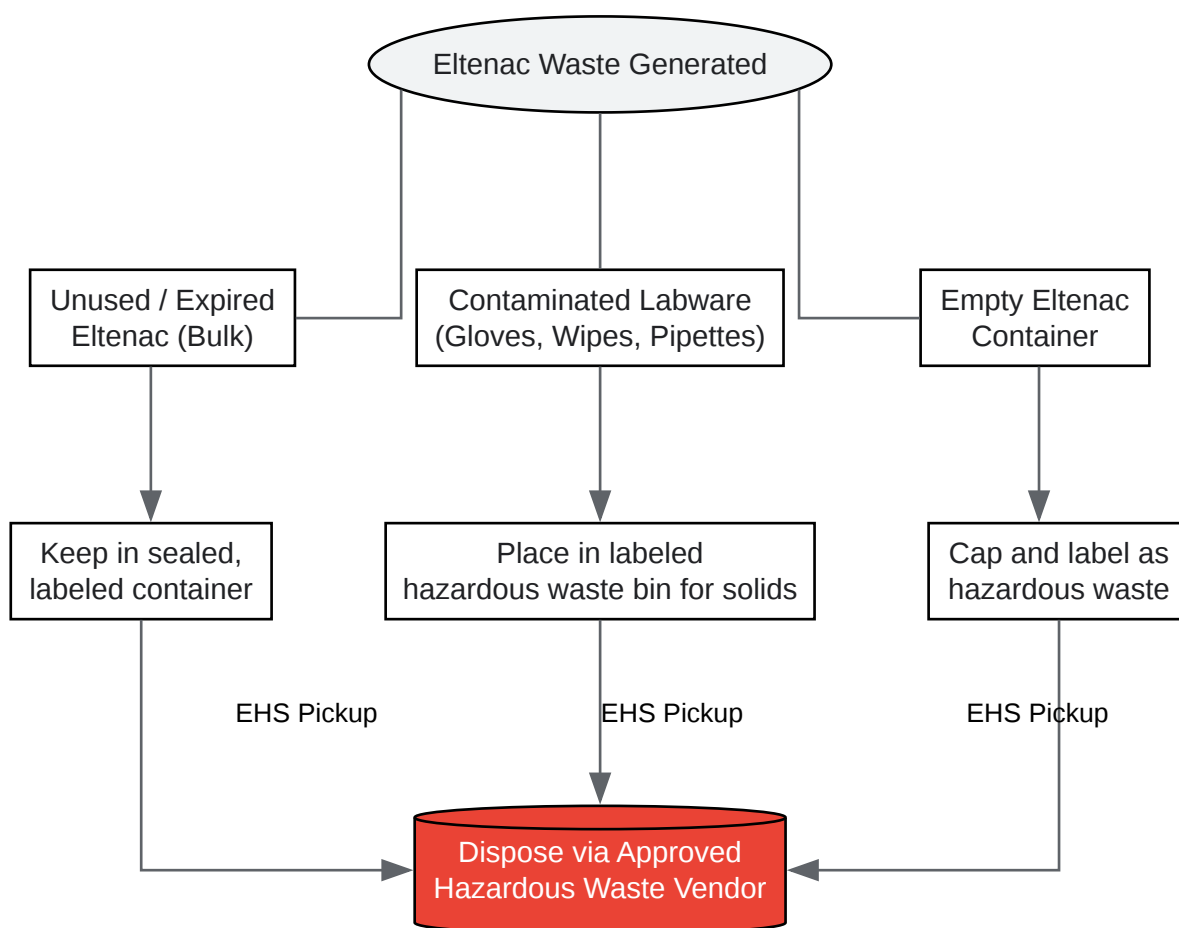 Eltenac Waste Generated
Unused / Expired
Eltenac (Bulk)
Contaminated Labware
(Gloves, Wipes, Pipettes)
Empty Eltenac
Container
Keep in sealed,
labeled container
Place in labeled
hazardous waste bin for solids
Cap and label as
hazardous waste
EHS Pickup
EHS Pickup
EHS Pickup
Dispose via Approved
Hazardous Waste Vendor